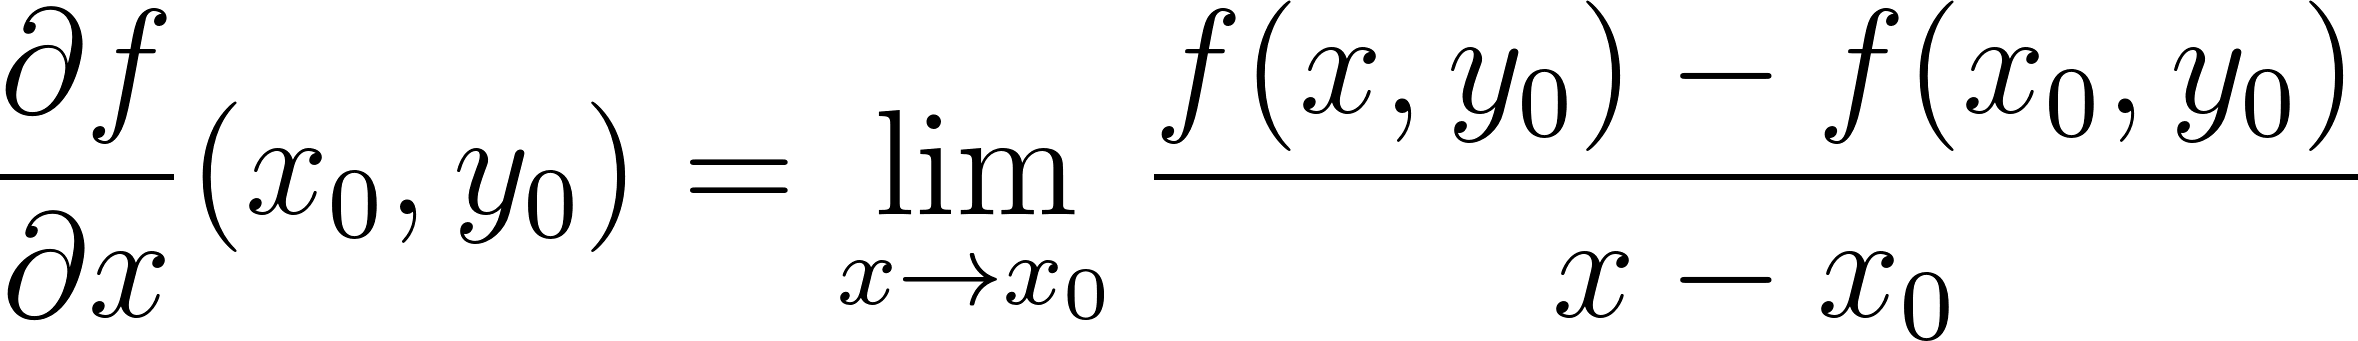 ∂f/∂x (x₀, y₀) = lim_{x→x₀} (f(x, y₀) − f(x₀, y₀))/(x − x₀)